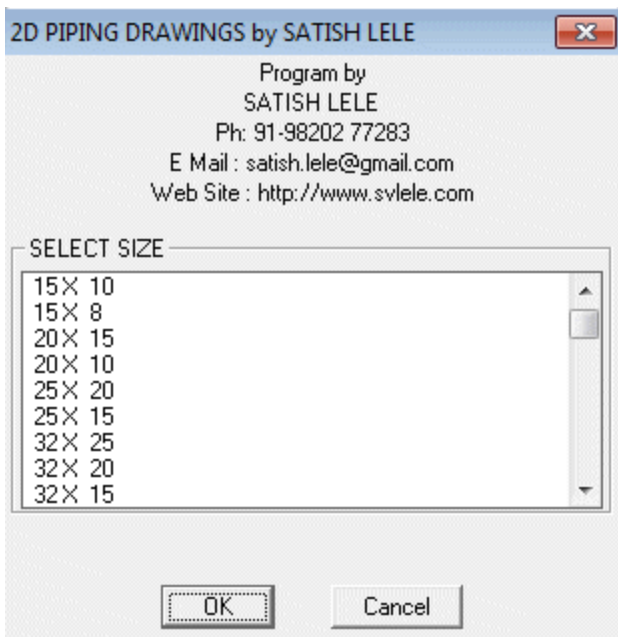 2D PIPING DRAWINGS by SATISH LELE
Program by
SATISH LELE
Ph: 91-98202 77283
E Mail : satish.lele@gmail.com
Web Site : http://www.svlele.com
SELECT SIZE
15X 10
15X 8
20X 15
20X 10
25X 20
25X 15
32X 25
32X 20
32X 15
OK
Cancel